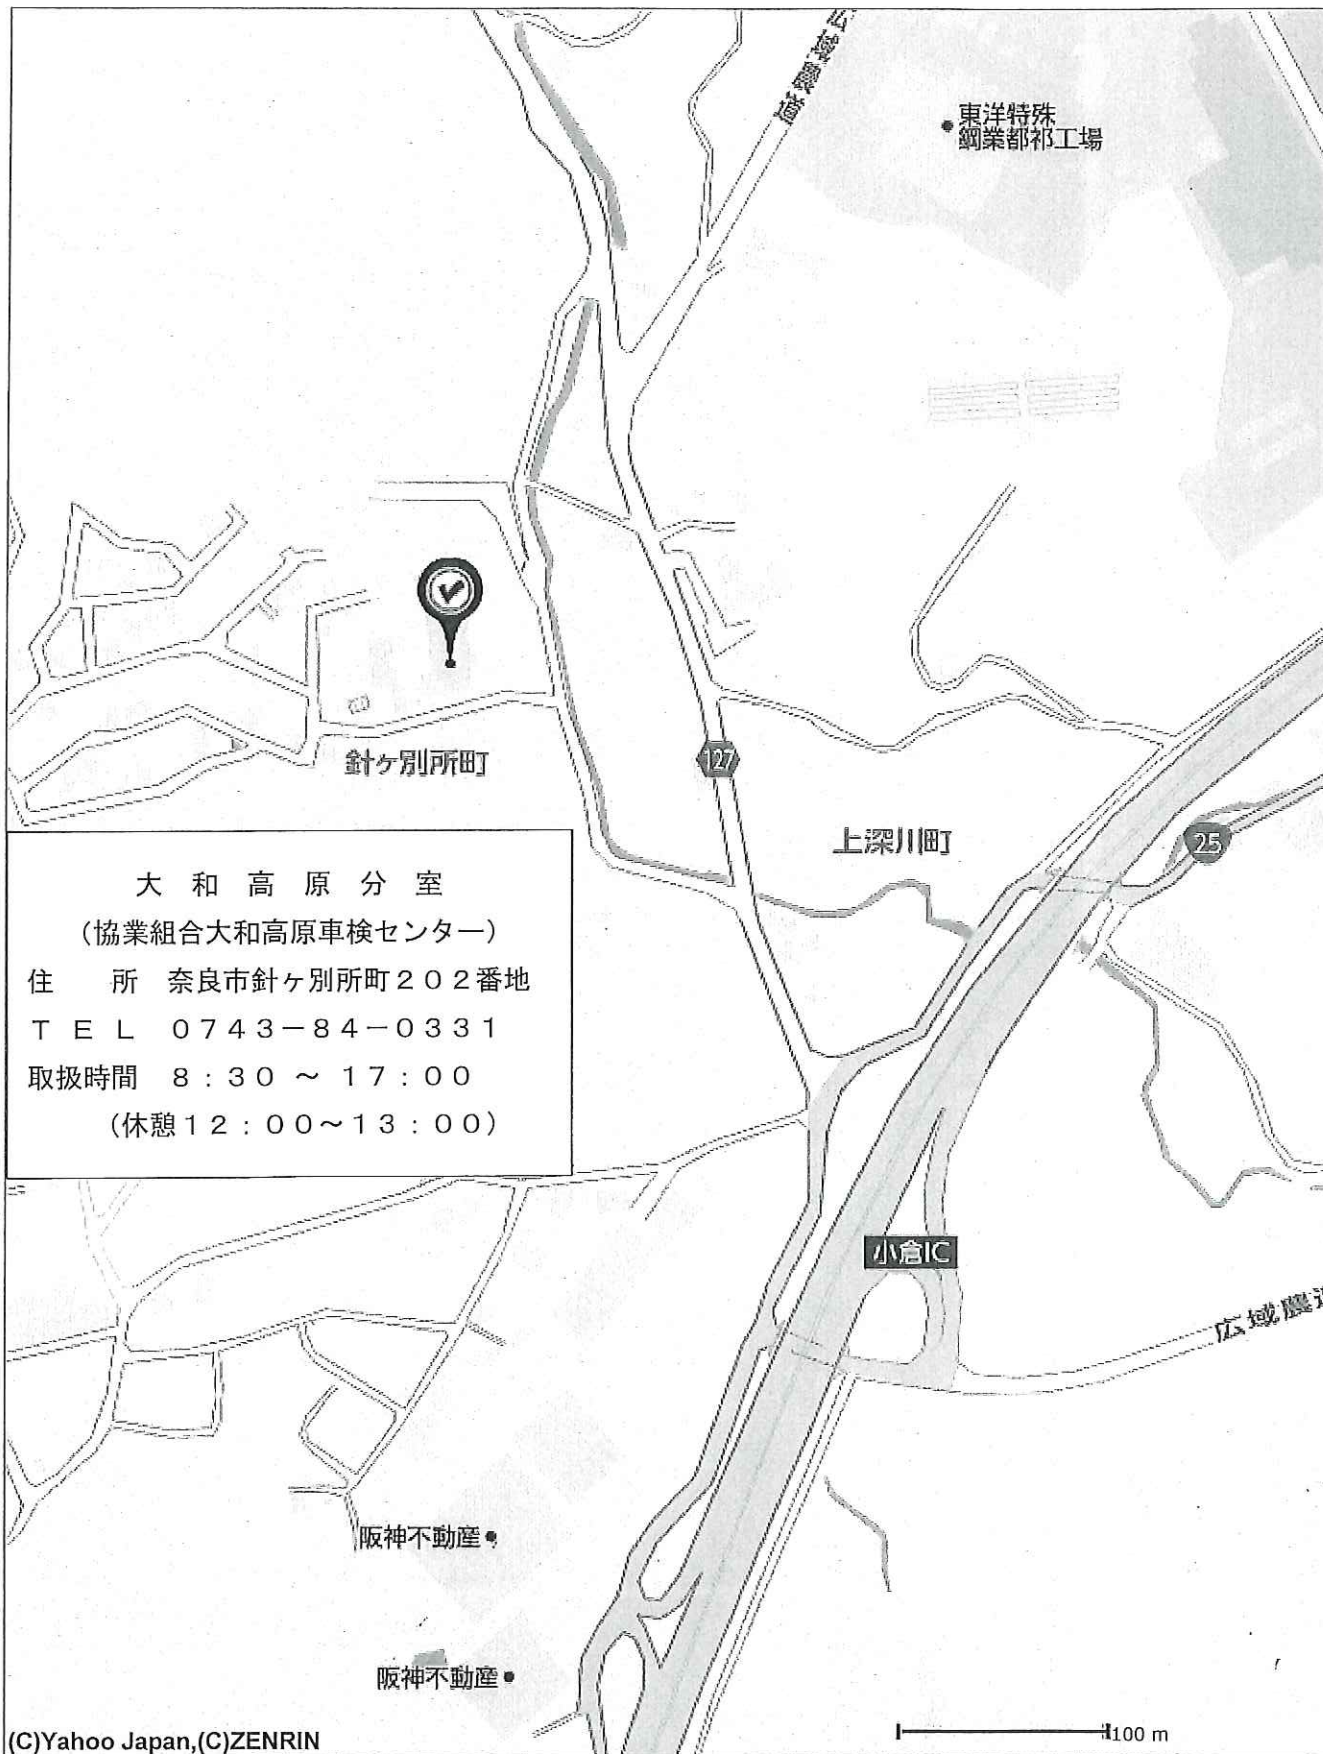 広域農道
東洋特殊
鋼業都祁工場
針ヶ別所町
127
上深川町
25
大和高原分室
(協業組合大和高原車検センター)
住　所　奈良市針ヶ別所町２０２番地
ＴＥＬ　０７４３－８４－０３３１
取扱時間　８：３０ ～ １７：００
(休憩１２：００～１３：００)
小倉IC
広域農道
阪神不動産
阪神不動産
(C)Yahoo Japan,(C)ZENRIN
100 m